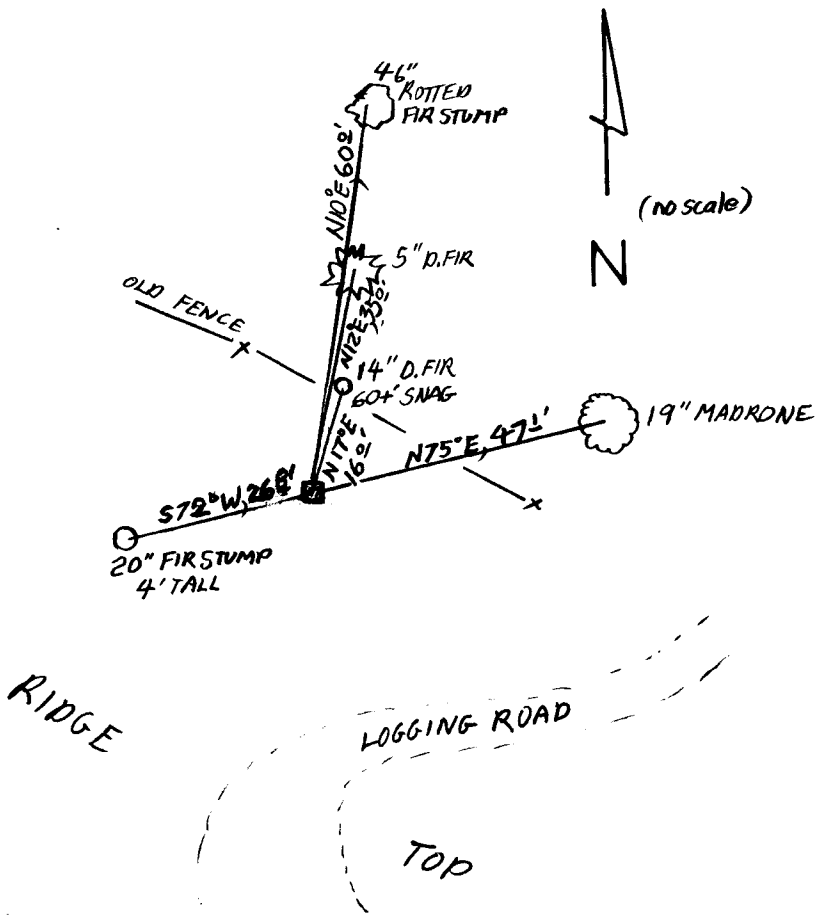 46"
ROTTED
FIR STUMP
N10°E 60.0'
(no scale)
5" D.FIR
N
OLD FENCE
N12°E 35.0'
14" D.FIR
60+' SNAG
19" MADRONE
N17°E
16.0'
N75°E, 47.1'
S72°W,
20" FIR STUMP
4' TALL
RIDGE
LOGGING ROAD
TOP